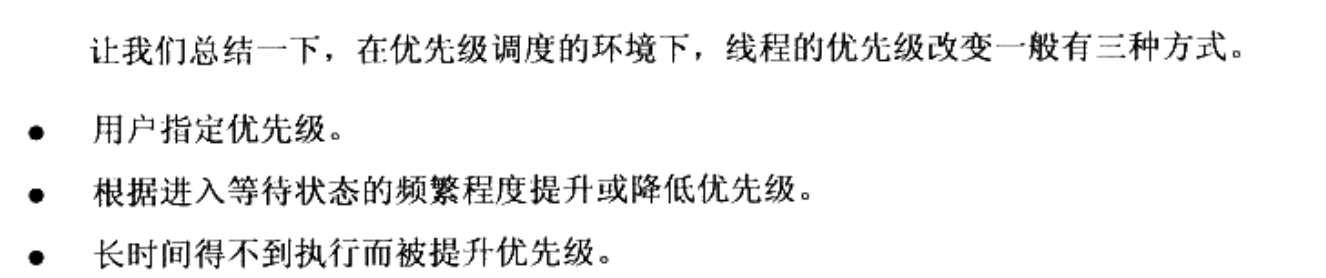 让我们总结一下，在优先级调度的环境下，线程的优先级改变一般有三种方式。
● 用户指定优先级。
● 根据进入等待状态的频繁程度提升或降低优先级。
● 长时间得不到执行而被提升优先级。